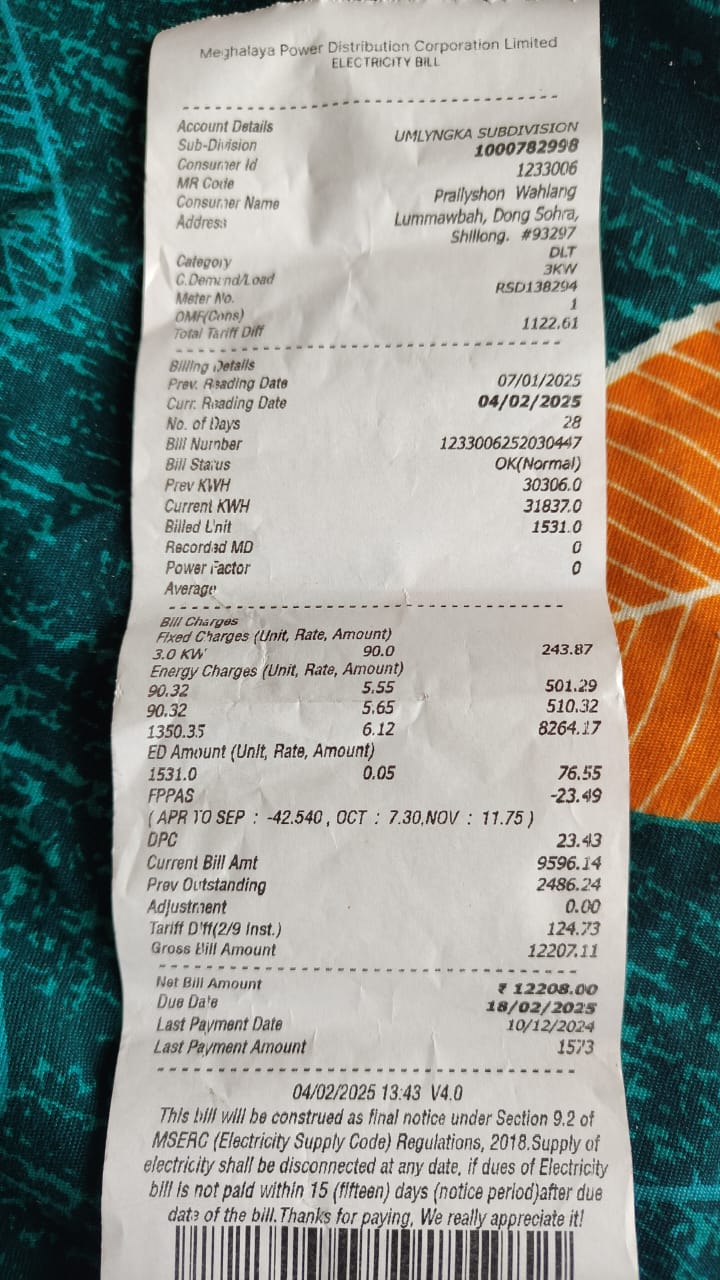 Meghalaya Power Distribution Corporation Limited
ELECTRICITY BILL
Account Details
Sub-Division UMLYNGKA SUBDIVISION
Consumer Id 1000782998
MR Code 1233006
Consumer Name Prallyshon Wahlang
Address Lummawbah, Dong Sohra,
Shillong. #93297
Category DLT
C.Demand/Load 3KW
Meter No. RSD138294
OMF(Cons) 1
Total Tariff Diff 1122.61
Billing Details
Prev. Reading Date 07/01/2025
Curr. Reading Date 04/02/2025
No. of Days 28
Bill Number 1233006252030447
Bill Status OK(Normal)
Prev KWH 30306.0
Current KWH 31837.0
Billed Unit 1531.0
Recorded MD 0
Power Factor 0
Average
Bill Charges
Fixed Charges (Unit, Rate, Amount)
3.0 KW 90.0 243.87
Energy Charges (Unit, Rate, Amount)
90.32 5.55 501.29
90.32 5.65 510.32
1350.35 6.12 8264.17
ED Amount (Unit, Rate, Amount)
1531.0 0.05 76.55
FPPAS -23.49
( APR TO SEP : -42.540 , OCT : 7.30,NOV : 11.75 )
DPC 23.43
Current Bill Amt 9596.14
Prev Outstanding 2486.24
Adjustment 0.00
Tariff Diff(2/9 Inst.) 124.73
Gross Bill Amount 12207.11
Net Bill Amount ₹ 12208.00
Due Date 18/02/2025
Last Payment Date 10/12/2024
Last Payment Amount 1573
04/02/2025 13:43 V4.0
This bill will be construed as final notice under Section 9.2 of
MSERC (Electricity Supply Code) Regulations, 2018.Supply of
electricity shall be disconnected at any date, if dues of Electricity
bill is not paid within 15 (fifteen) days (notice period)after due
date of the bill.Thanks for paying, We really appreciate it!